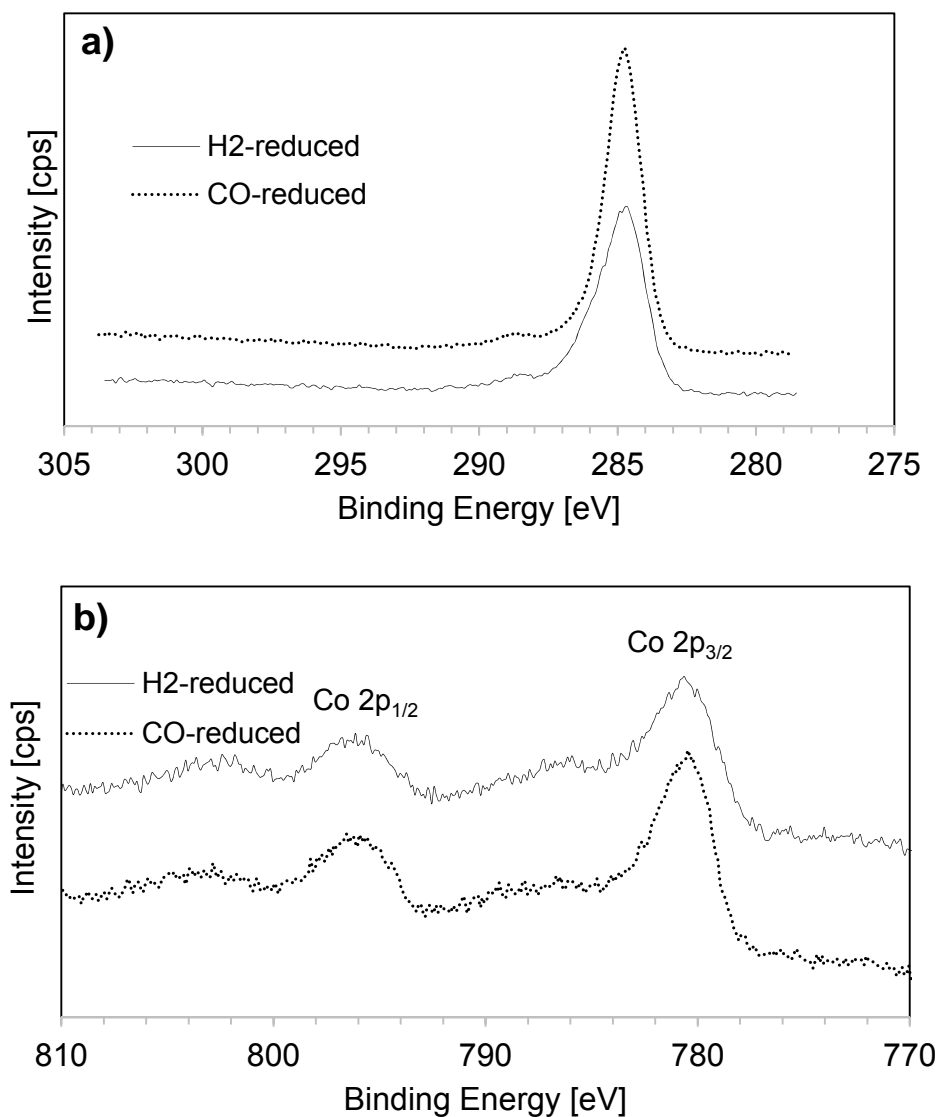 a)
H2-reduced
CO-reduced
Intensity [cps]
305 300 295 290 285 280 275
Binding Energy [eV]
b)
Co 2p3/2
H2-reduced
Co 2p1/2
CO-reduced
Intensity [cps]
810 800 790 780 770
Binding Energy [eV]